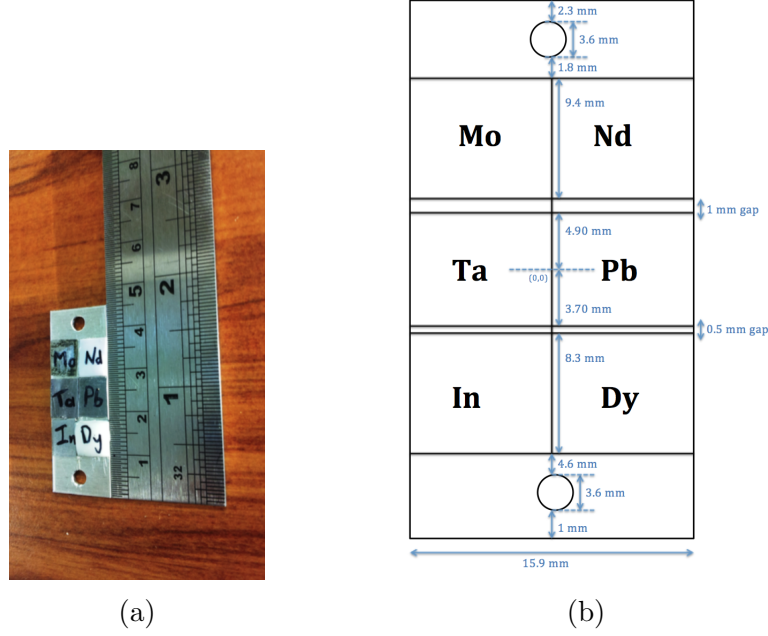 8
3
7
6
5
2
4
3
1
2
1
32
Mo Nd
Ta Pb
In Dy
(a)
2.3 mm
3.6 mm
1.8 mm
9.4 mm
Mo Nd
1 mm gap
4.90 mm
Ta Pb
(0,0)
3.70 mm
0.5 mm gap
8.3 mm
In Dy
4.6 mm
3.6 mm
1 mm
15.9 mm
(b)